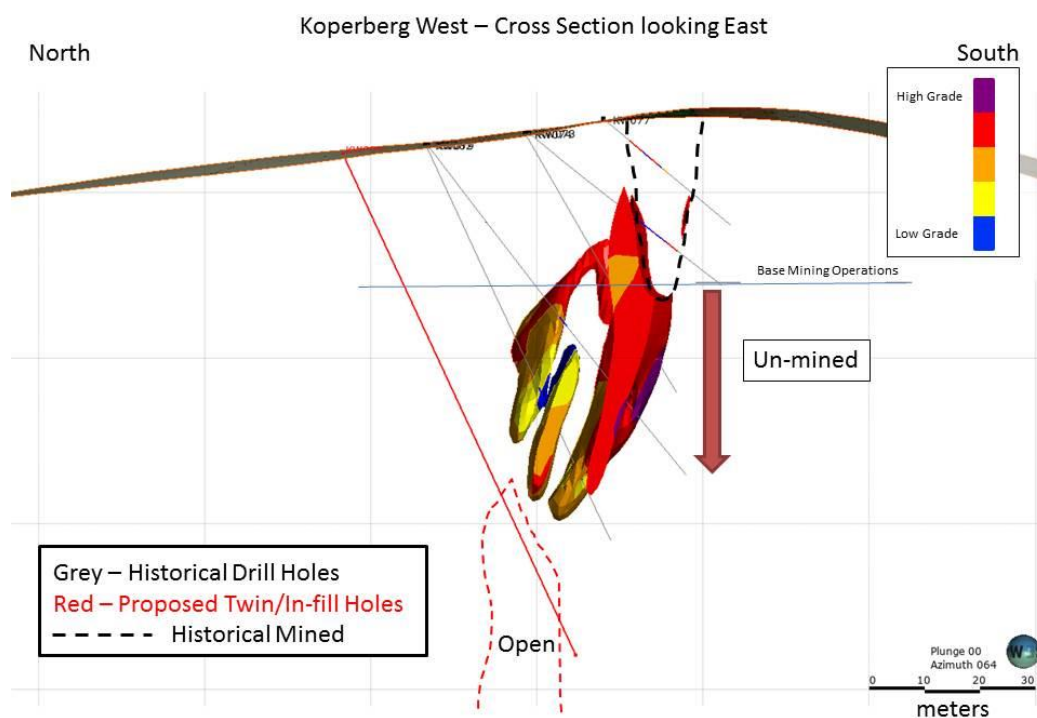 Koperberg West – Cross Section looking East
North
South
High Grade
Low Grade
Base Mining Operations
Un-mined
Grey – Historical Drill Holes
Red – Proposed Twin/In-fill Holes
Historical Mined
Open
Plunge 00
Azimuth 064
W
0 10 20 30
meters